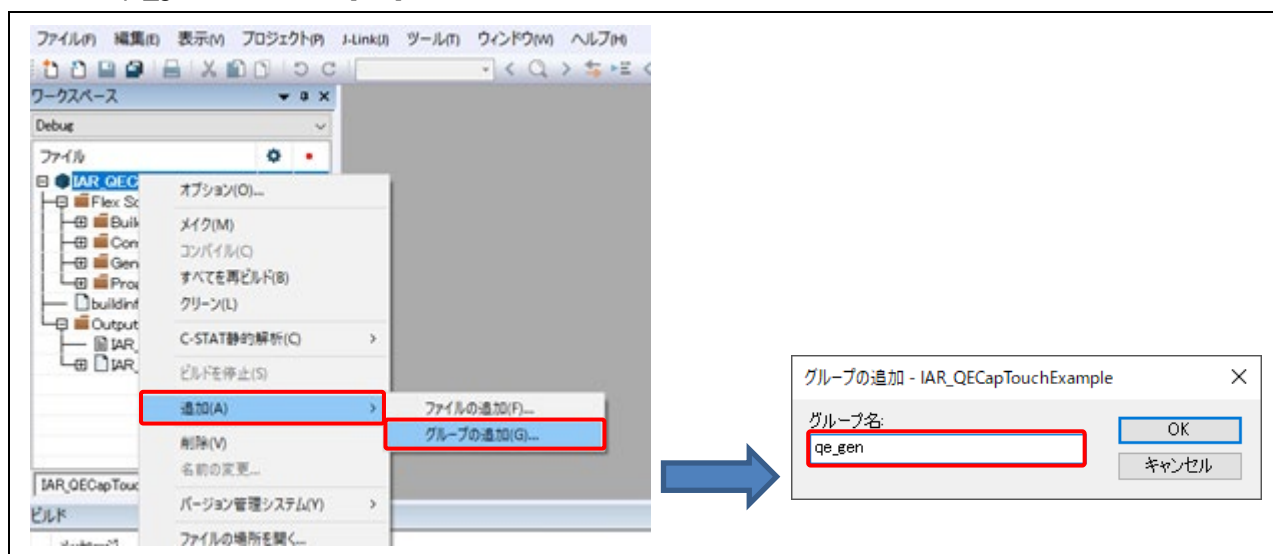 ファイル(F) 編集(E) 表示(V) プロジェクト(P) J-Link(J) ツール(T) ウィンドウ(W) ヘルプ(H)
ワークスペース
Debug
ファイル
IAR_QEC
Flex Sc
Buil
Com
Gen
Prog
buildinf
Output
IAR_
IAR_
IAR_QECapTouc
ビルド
オプション(O)...
メイク(M)
コンパイル(C)
すべてを再ビルド(B)
クリーン(L)
C-STAT静的解析(C)
ビルドを停止(S)
追加(A)
削除(V)
名前の変更...
バージョン管理システム(Y)
ファイルの場所を開く...
ファイルの追加(F)...
グループの追加(G)...
グループの追加 - IAR_QECapTouchExample
グループ名:
qe_gen
OK
キャンセル